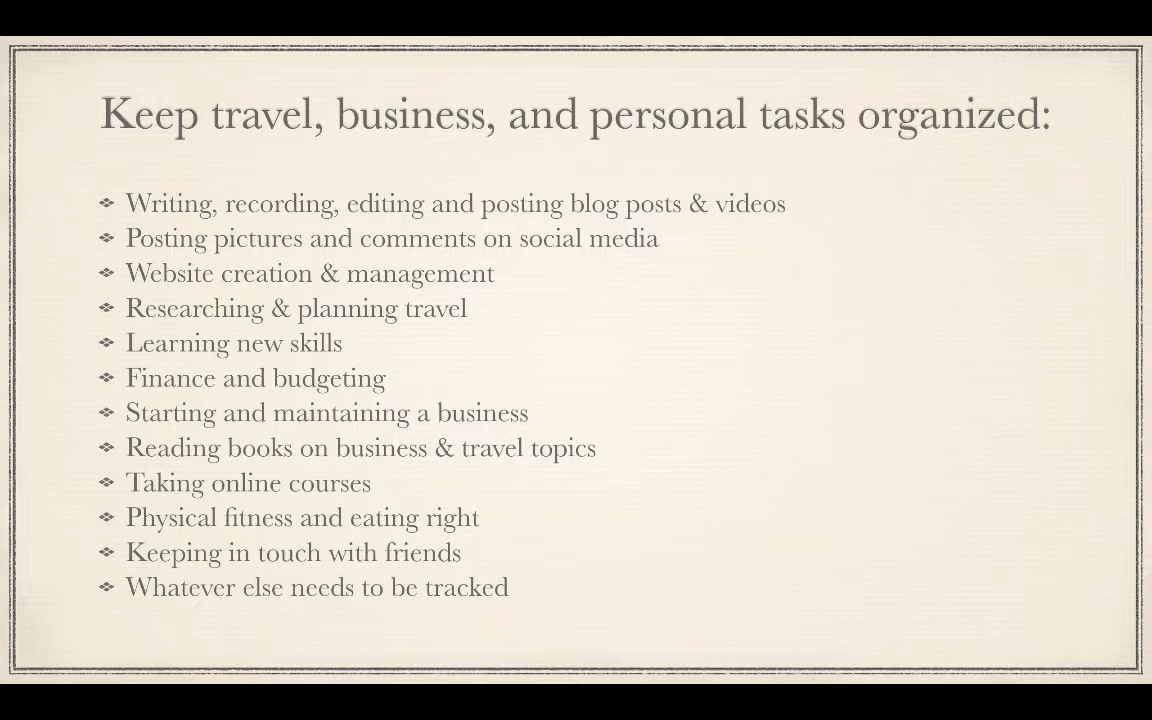 Keep travel, business, and personal tasks organized:
Writing, recording, editing and posting blog posts & videos
Posting pictures and comments on social media
Website creation & management
Researching & planning travel
Learning new skills
Finance and budgeting
Starting and maintaining a business
Reading books on business & travel topics
Taking online courses
Physical fitness and eating right
Keeping in touch with friends
Whatever else needs to be tracked